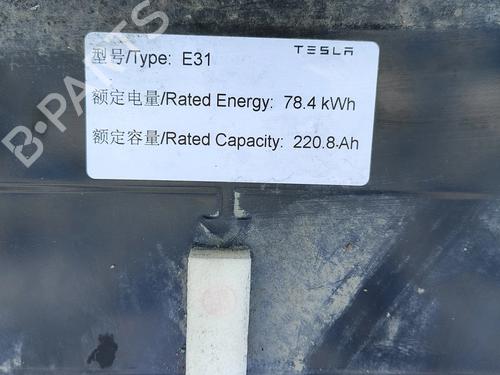 TESLA
型号/Type: E31
额定电量/Rated Energy: 78.4 kWh
额定容量/Rated Capacity: 220.8 Ah
B-PARTS